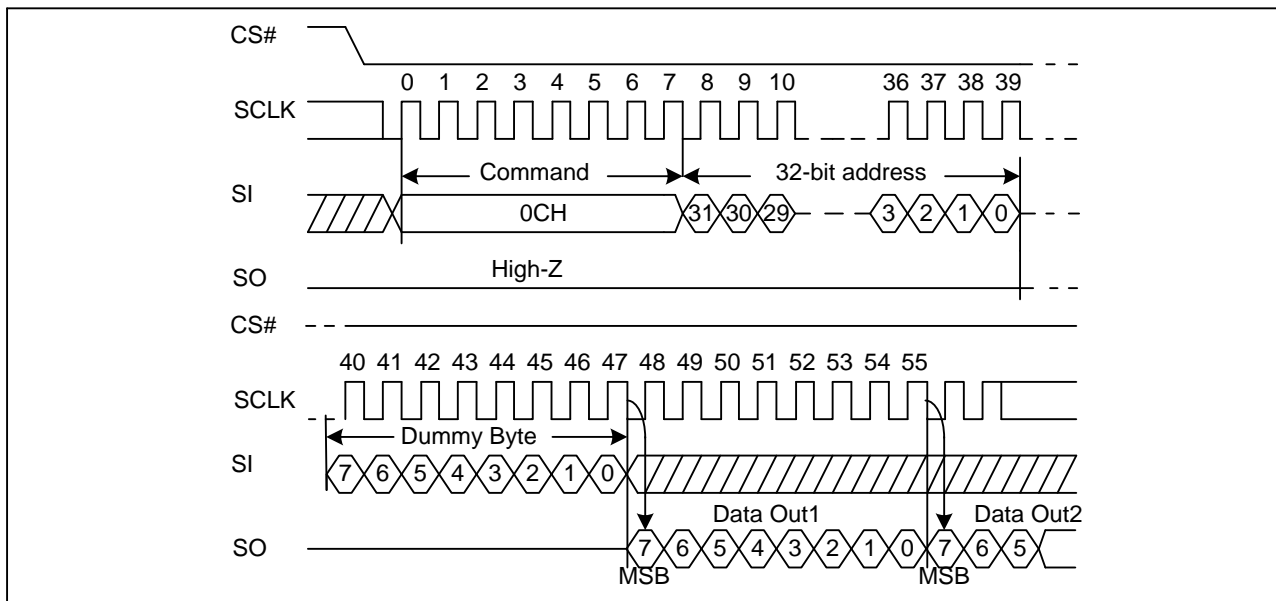 CS#
0 1 2 3 4 5 6 7 8 9 10 36 37 38 39
SCLK
Command 32-bit address
SI
0CH 31 30 29 3 2 1 0
High-Z
SO
CS#
40 41 42 43 44 45 46 47 48 49 50 51 52 53 54 55
SCLK
Dummy Byte
SI
7 6 5 4 3 2 1 0
Data Out1 Data Out2
SO
7 6 5 4 3 2 1 0 7 6 5
MSB MSB